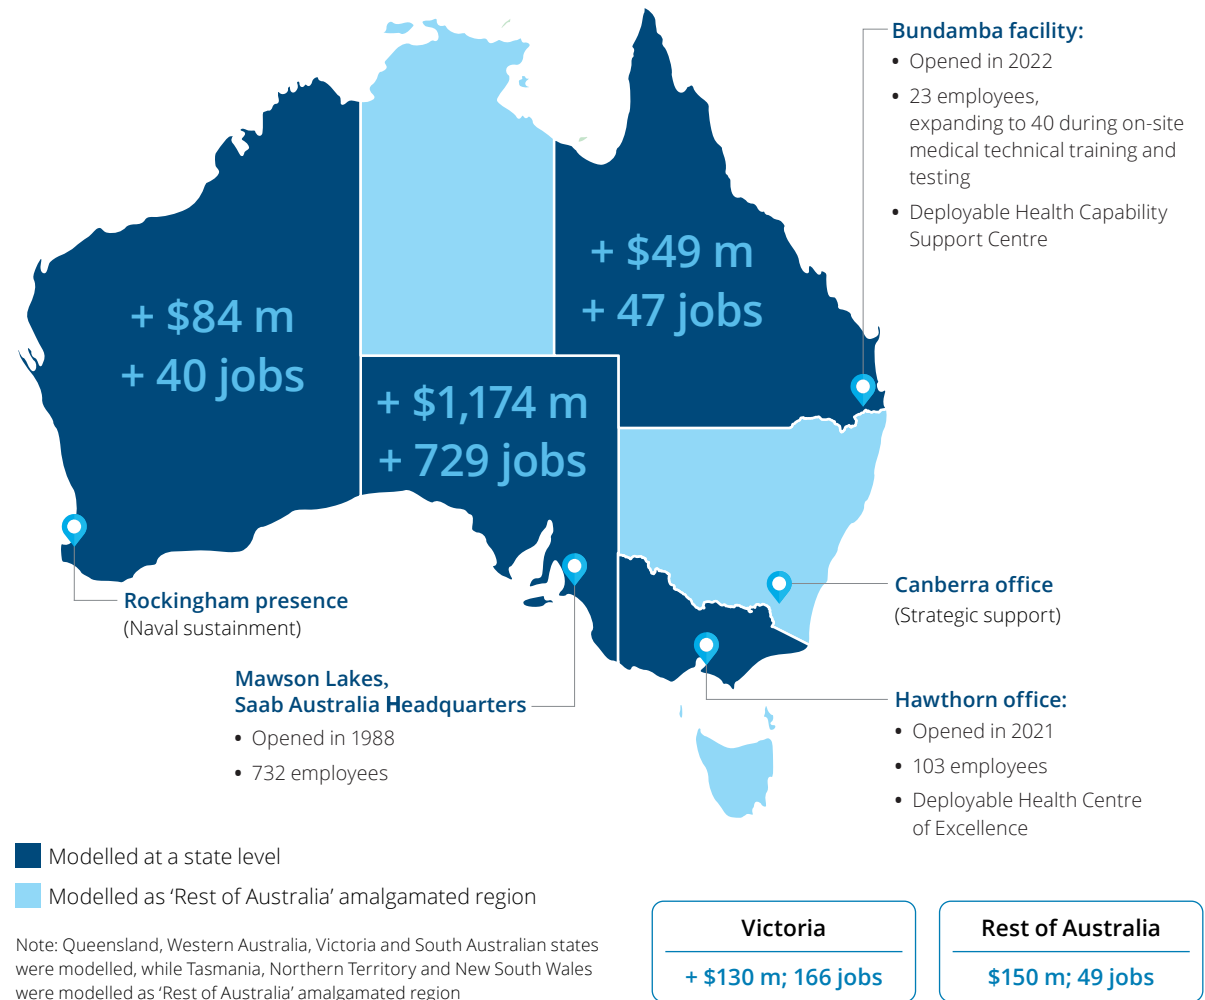 Bundamba facility:
• Opened in 2022
• 23 employees,
expanding to 40 during on-site
medical technical training and
testing
• Deployable Health Capability
Support Centre
+ $49 m
+ 47 jobs
+ $84 m
+ 40 jobs
+ $1,174 m
+ 729 jobs
Rockingham presence
(Naval sustainment)
Canberra office
(Strategic support)
Mawson Lakes,
Saab Australia Headquarters
• Opened in 1988
• 732 employees
Hawthorn office:
• Opened in 2021
• 103 employees
• Deployable Health Centre
of Excellence
Modelled at a state level
Modelled as ‘Rest of Australia’ amalgamated region
Note: Queensland, Western Australia, Victoria and South Australian states
were modelled, while Tasmania, Northern Territory and New South Wales
were modelled as ‘Rest of Australia’ amalgamated region
Victoria
+ $130 m; 166 jobs
Rest of Australia
$150 m; 49 jobs